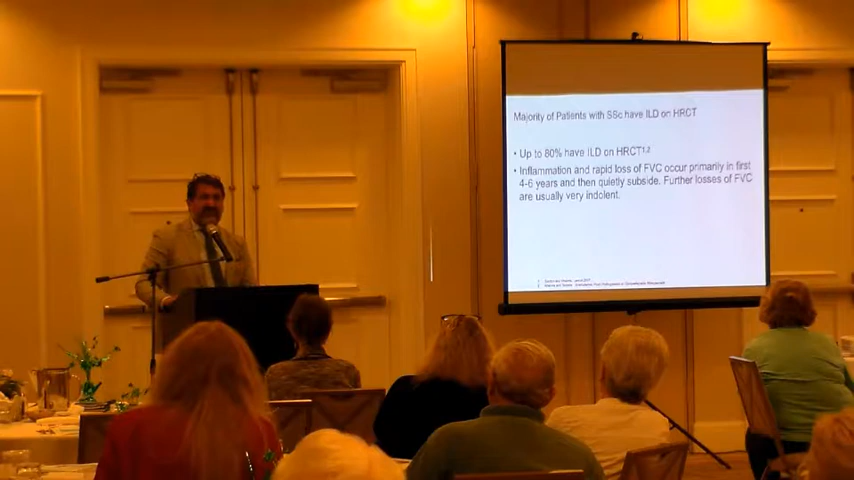 Majority of Patients with SSc have ILD on HRCT
• Up to 80% have ILD on HRCT1,2
• Inflammation and rapid loss of FVC occur primarily in first
4-6 years and then quietly subside. Further losses of FVC
are usually very indolent.